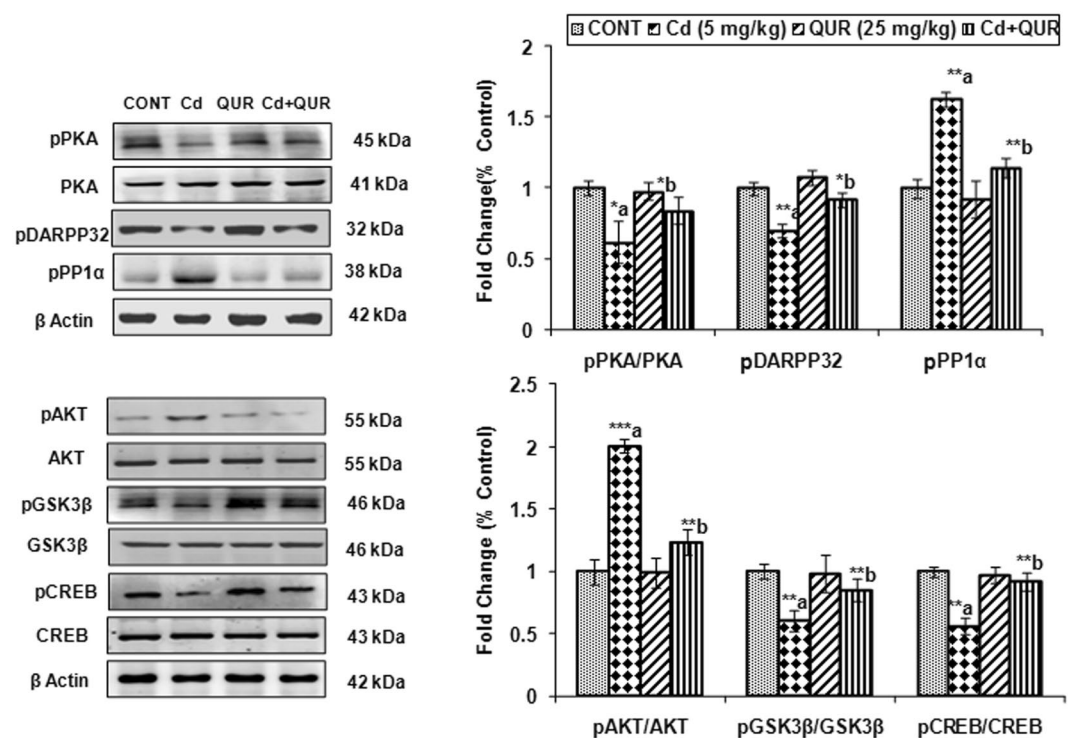 CONT Cd QUR Cd+QUR
pPKA 45 kDa
PKA 41 kDa
pDARPP32 32 kDa
pPP1α 38 kDa
β Actin 42 kDa
pAKT 55 kDa
AKT 55 kDa
pGSK3β 46 kDa
GSK3β 46 kDa
pCREB 43 kDa
CREB 43 kDa
β Actin 42 kDa
CONT Cd (5 mg/kg) QUR (25 mg/kg) Cd+QUR
Fold Change(% Control)
2
1.5
1
0.5
0
*a
*b
**a
*b
**a
**b
pPKA/PKA pDARPP32 pPP1α
Fold Change (% Control)
2.5
2
1.5
1
0.5
0
***a
**b
**a
**b
**a
**b
pAKT/AKT pGSK3β/GSK3β pCREB/CREB